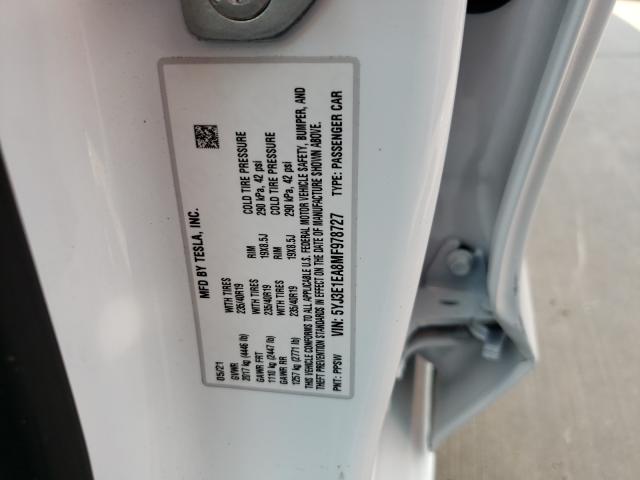 MFD BY TESLA, INC.
05/21
GVWR WITH TIRES RIM COLD TIRE PRESSURE
2017 kg (4446 lb) 235/40R19 19X8.5J 290 kPa, 42 psi
GAWR FRT WITH TIRES RIM COLD TIRE PRESSURE
1110 kg (2447 lb) 235/40R19 19X8.5J 290 kPa, 42 psi
GAWR RR WITH TIRES
1257 kg (2771 lb) 235/40R19
THIS VEHICLE CONFORMS TO ALL APPLICABLE U.S. FEDERAL MOTOR VEHICLE SAFETY, BUMPER, AND
THEFT PREVENTION STANDARDS IN EFFECT ON THE DATE OF MANUFACTURE SHOWN ABOVE.
VIN: 5YJ3E1EA8MF978727 TYPE: PASSENGER CAR
PNT: PPSW